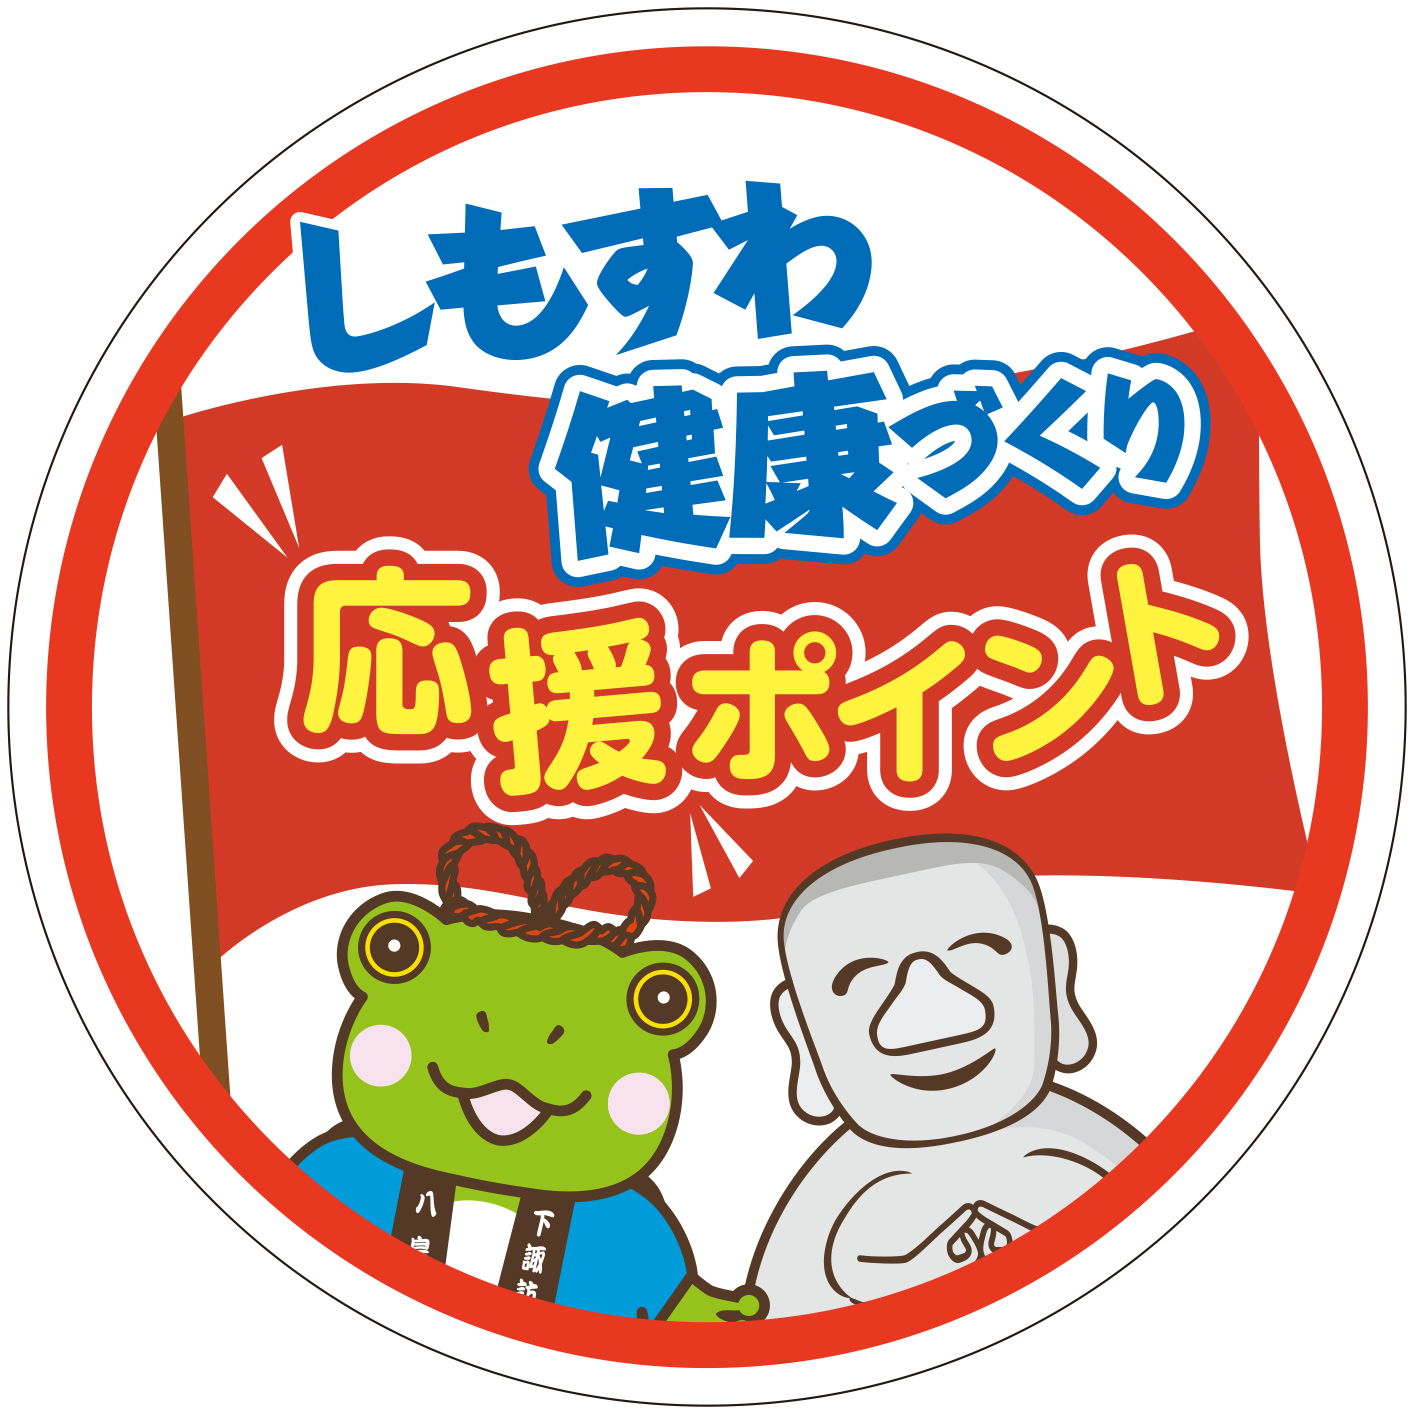 しもすわ
健康づくり
応援ポイント
八
下諏訪